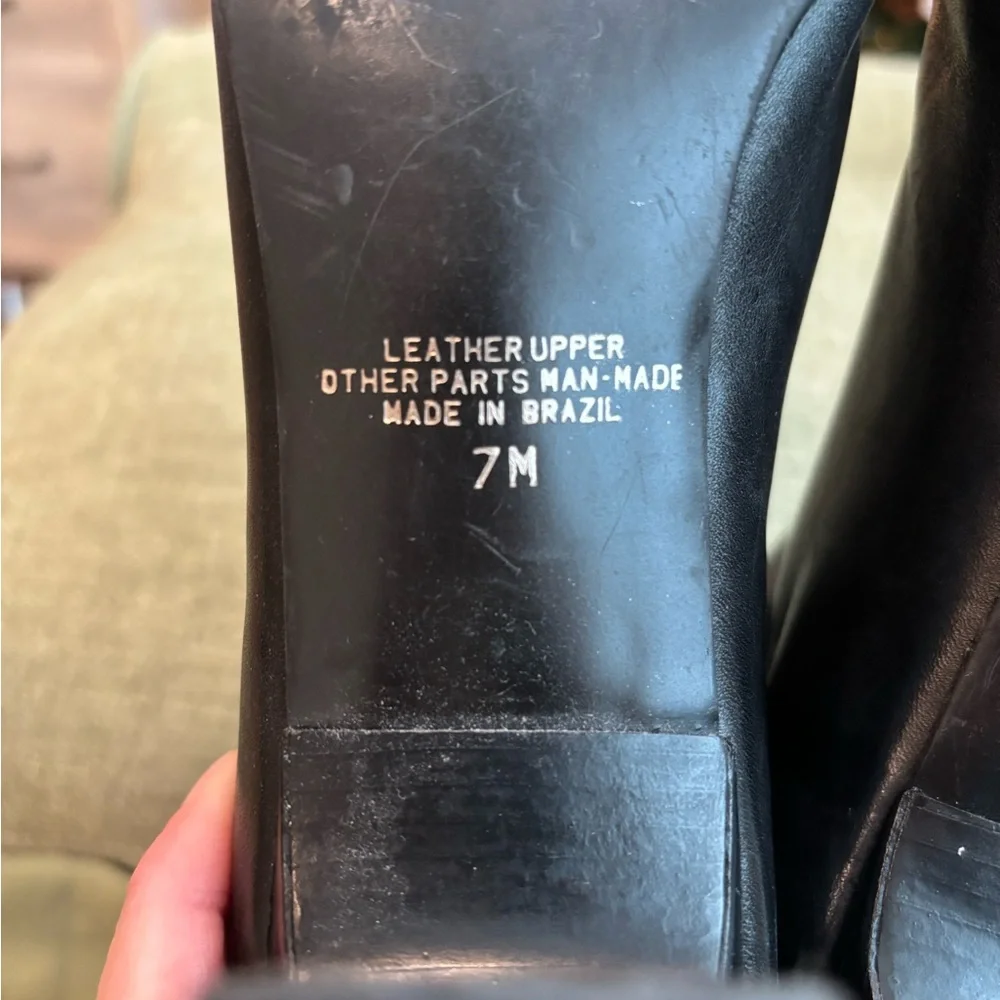 LEATHER UPPER
OTHER PARTS MAN-MADE
MADE IN BRAZIL
7M